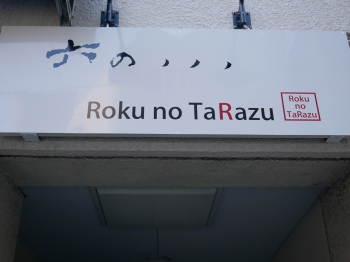 六の、、、
Roku no TaRazu
Roku
no
TaRazu